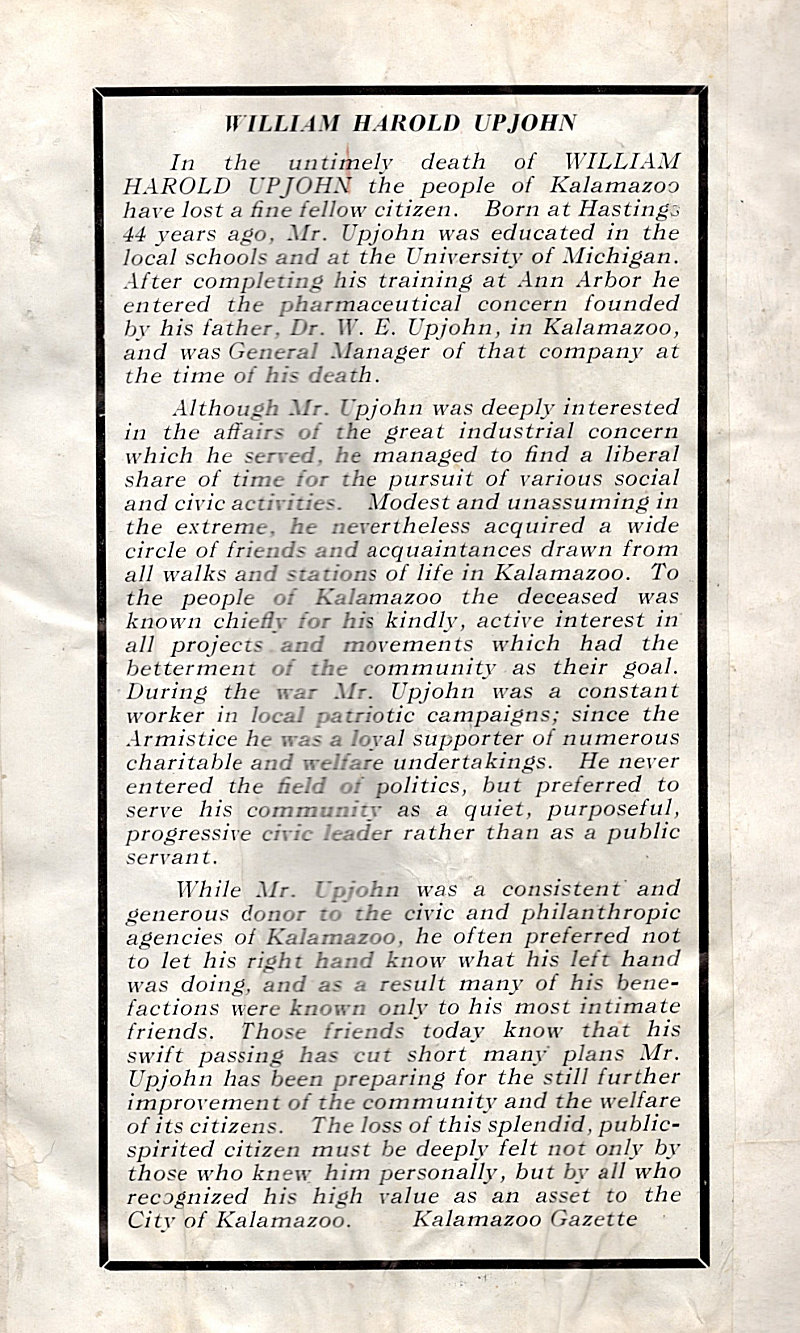 WILLIAM HAROLD UPJOHN
In the untimely death of WILLIAM
HAROLD UPJOHN the people of Kalamazoo
have lost a fine fellow citizen. Born at Hastings
44 years ago, Mr. Upjohn was educated in the
local schools and at the University of Michigan.
After completing his training at Ann Arbor he
entered the pharmaceutical concern founded
by his father, Dr. W. E. Upjohn, in Kalamazoo,
and was General Manager of that company at
the time of his death.
Although Mr. Upjohn was deeply interested
in the affairs of the great industrial concern
which he served, he managed to find a liberal
share of time for the pursuit of various social
and civic activities. Modest and unassuming in
the extreme, he nevertheless acquired a wide
circle of friends and acquaintances drawn from
all walks and stations of life in Kalamazoo. To
the people of Kalamazoo the deceased was
known chiefly for his kindly, active interest in
all projects and movements which had the
betterment of the community as their goal.
During the war Mr. Upjohn was a constant
worker in local patriotic campaigns; since the
Armistice he was a loyal supporter of numerous
charitable and welfare undertakings. He never
entered the field of politics, but preferred to
serve his community as a quiet, purposeful,
progressive civic leader rather than as a public
servant.
While Mr. Upjohn was a consistent and
generous donor to the civic and philanthropic
agencies of Kalamazoo, he often preferred not
to let his right hand know what his left hand
was doing, and as a result many of his bene-
factions were known only to his most intimate
friends. Those friends today know that his
swift passing has cut short many plans Mr.
Upjohn has been preparing for the still further
improvement of the community and the welfare
of its citizens. The loss of this splendid, public-
spirited citizen must be deeply felt not only by
those who knew him personally, but by all who
recognized his high value as an asset to the
City of Kalamazoo. Kalamazoo Gazette